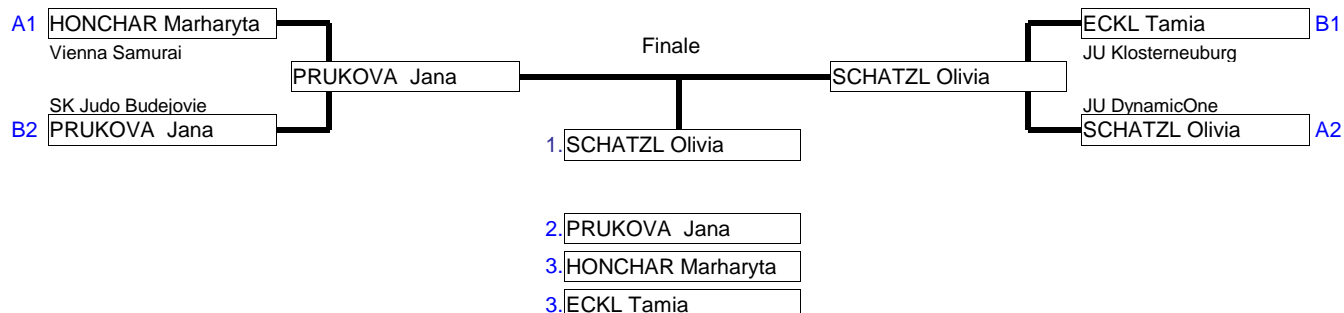 A1 HONCHAR Marharyta
Vienna Samurai
Finale
ECKL Tamia B1
JU Klosterneuburg
PRUKOVA  Jana
SCHATZL Olivia
SK Judo Budejovie
B2 PRUKOVA  Jana
JU DynamicOne
SCHATZL Olivia A2
1. SCHATZL Olivia
2. PRUKOVA  Jana
3. HONCHAR Marharyta
3. ECKL Tamia